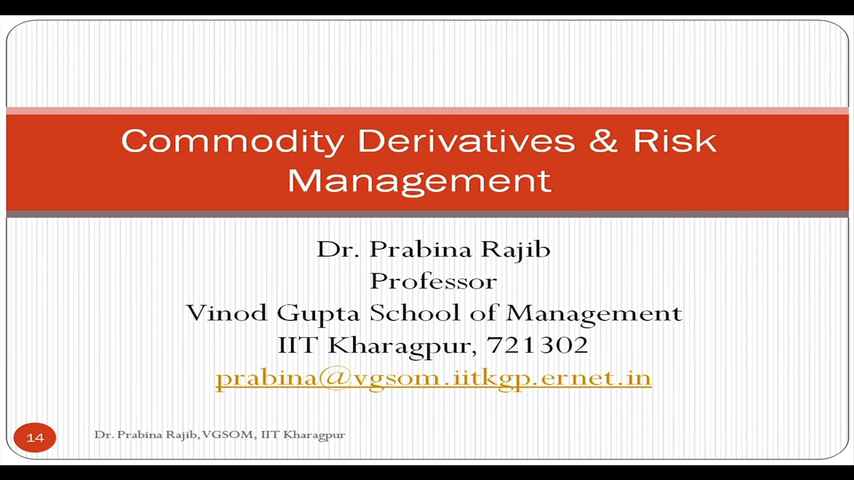 Commodity Derivatives & Risk
Management
Dr. Prabina Rajib
Professor
Vinod Gupta School of Management
IIT Kharagpur, 721302
prabina@vgsom.iitkgp.ernet.in
14
Dr. Prabina Rajib, VGSOM, IIT Kharagpur